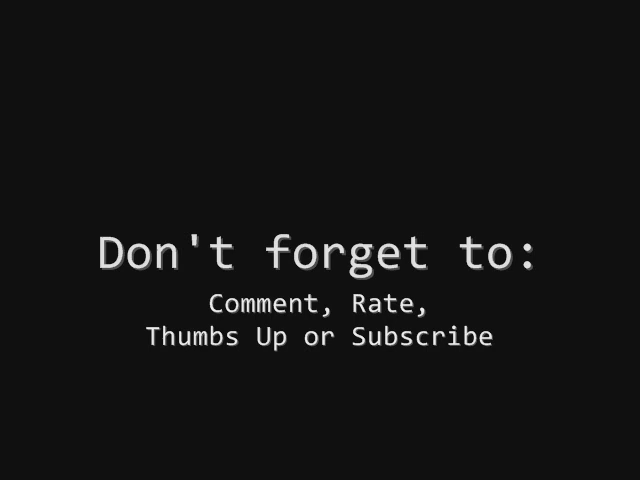 Don't forget to:
Comment, Rate,
Thumbs Up or Subscribe